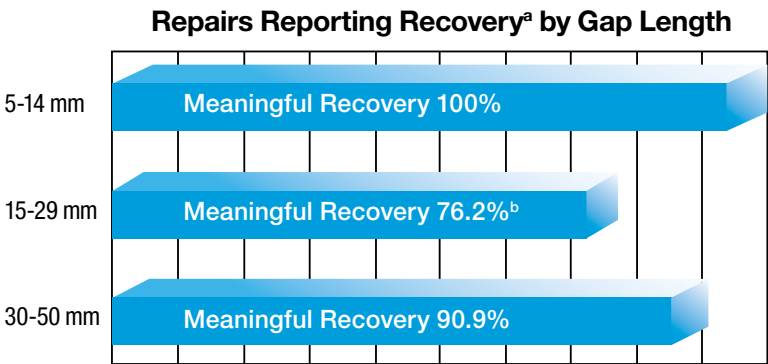 Repairs Reporting Recoveryᵃ by Gap Length
5-14 mm
Meaningful Recovery 100%
15-29 mm
Meaningful Recovery 76.2%ᵇ
30-50 mm
Meaningful Recovery 90.9%